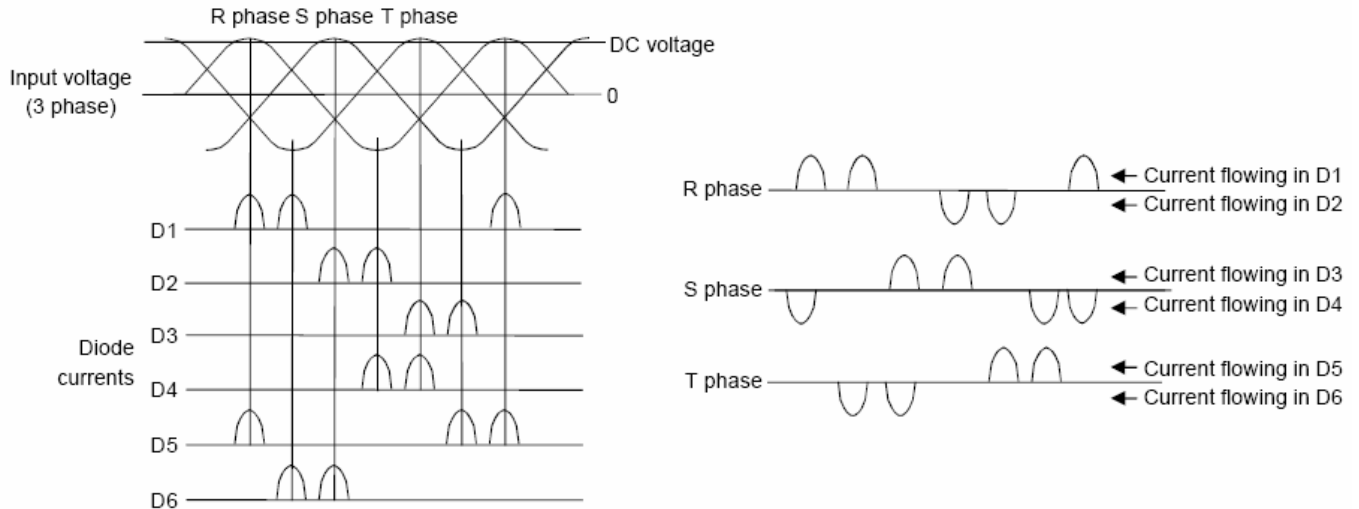 R phase S phase T phase
DC voltage
Input voltage
(3 phase)
0
D1
D2
D3
Diode
currents
D4
D5
D6
R phase
Current flowing in D1
Current flowing in D2
S phase
Current flowing in D3
Current flowing in D4
T phase
Current flowing in D5
Current flowing in D6